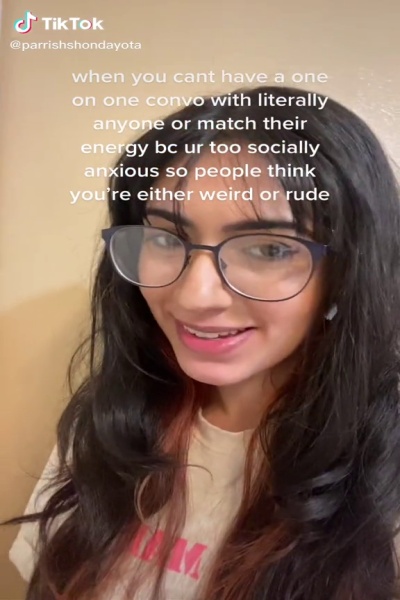 TikTok
@parrishshondayota
when you cant have a one
on one convo with literally
anyone or match their
energy bc ur too socially
anxious so people think
you're either weird or rude